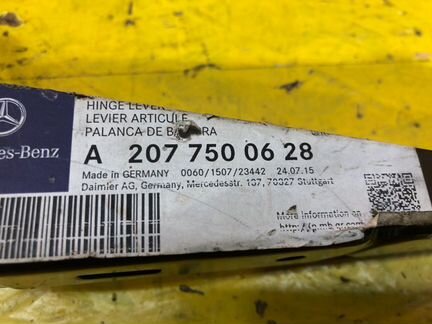 HINGE LEVER
LEVIER ARTICULE
PALANCA DE
A 207 750 06 28
Made in GERMANY 0060/1507/23442 24.07.15
Daimler AG, Germany, Mercedesstr. 137, 70327 Stuttgart
es-Benz
More information on